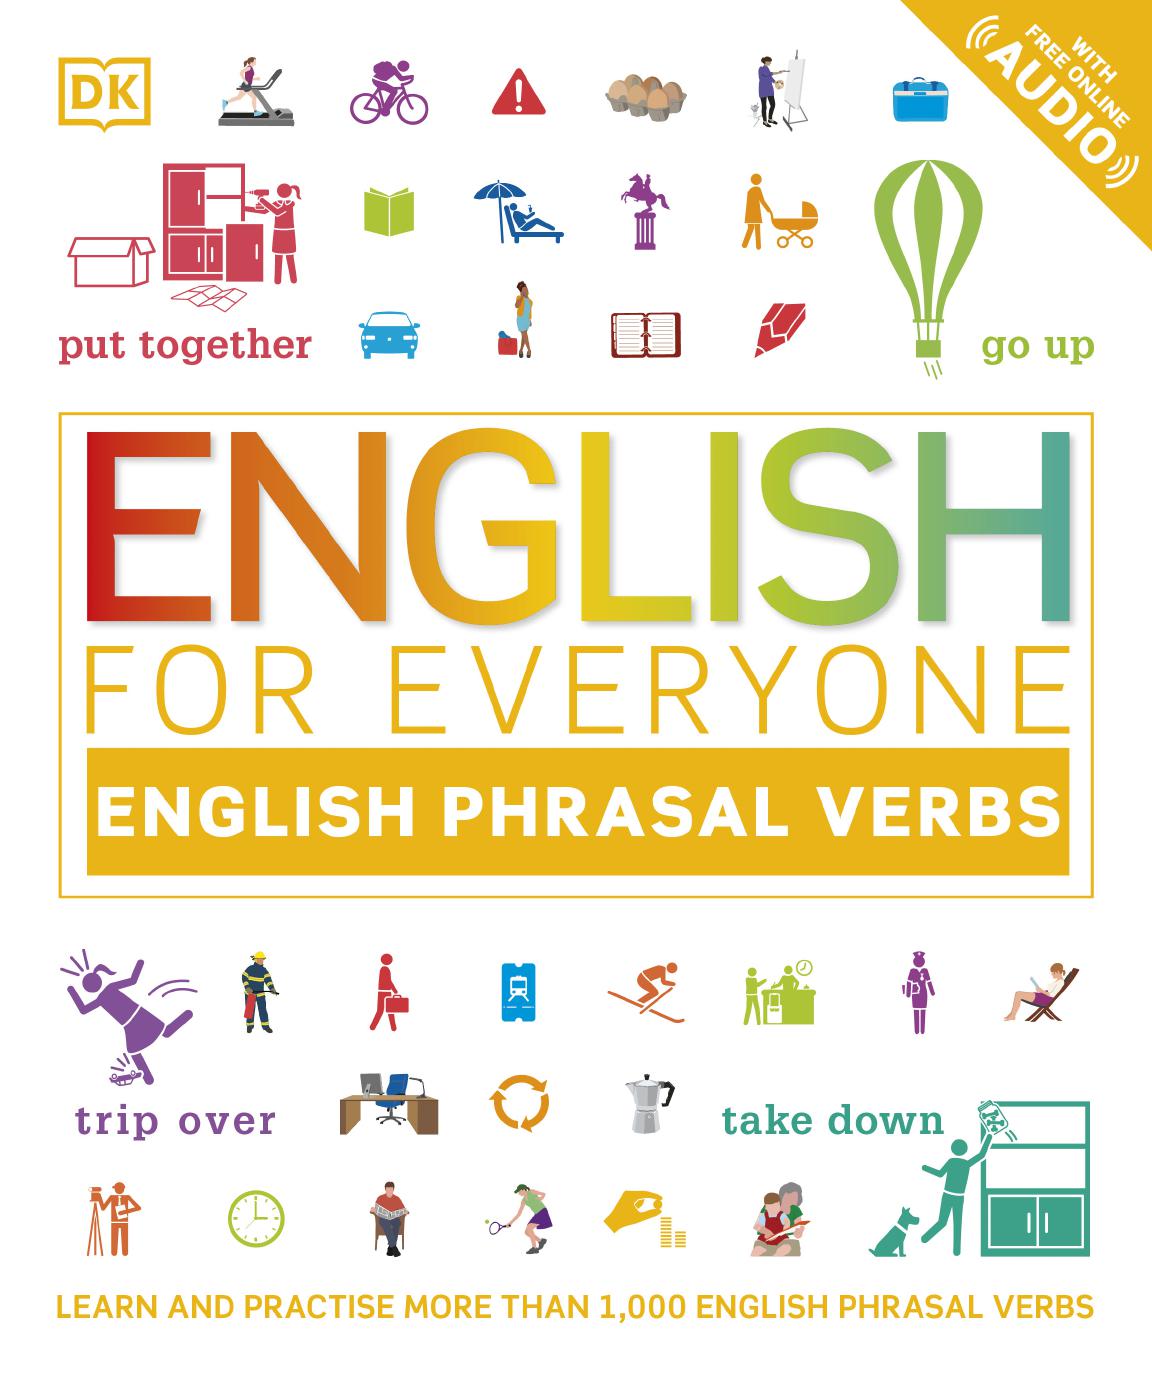 DK
WITH
FREE ONLINE
AUDIO
put together
go up
ENGLISH
FOR EVERYONE
ENGLISH PHRASAL VERBS
trip over
take down
LEARN AND PRACTISE MORE THAN 1,000 ENGLISH PHRASAL VERBS